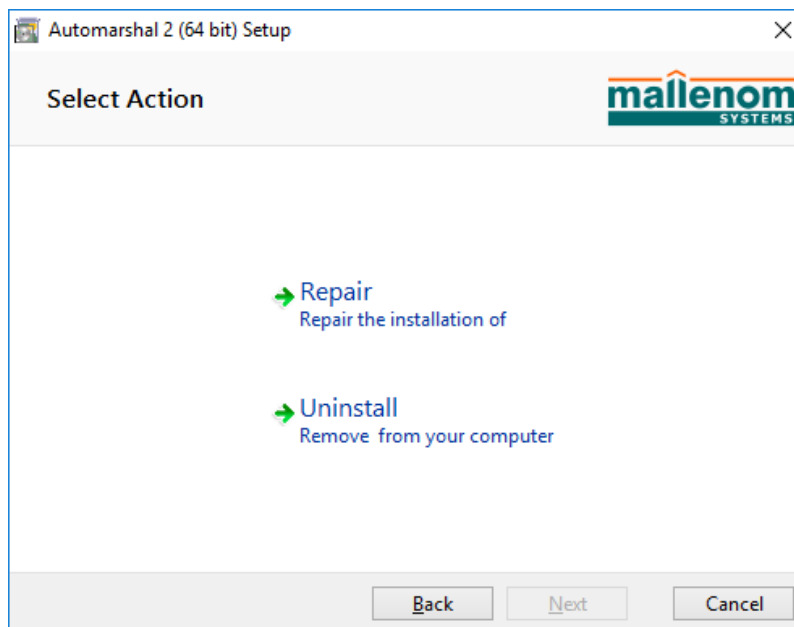 Automarshal 2 (64 bit) Setup
Select Action
mallenom
SYSTEMS
Repair
Repair the installation of
Uninstall
Remove from your computer
Back
Next
Cancel